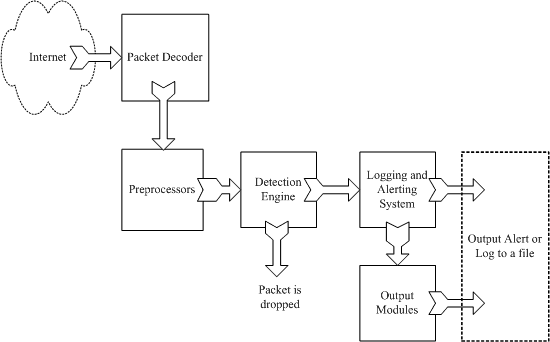 Internet
Packet Decoder
Preprocessors
Detection
Engine
Logging and
Alerting
System
Packet is
dropped
Output
Modules
Output Alert or
Log to a file